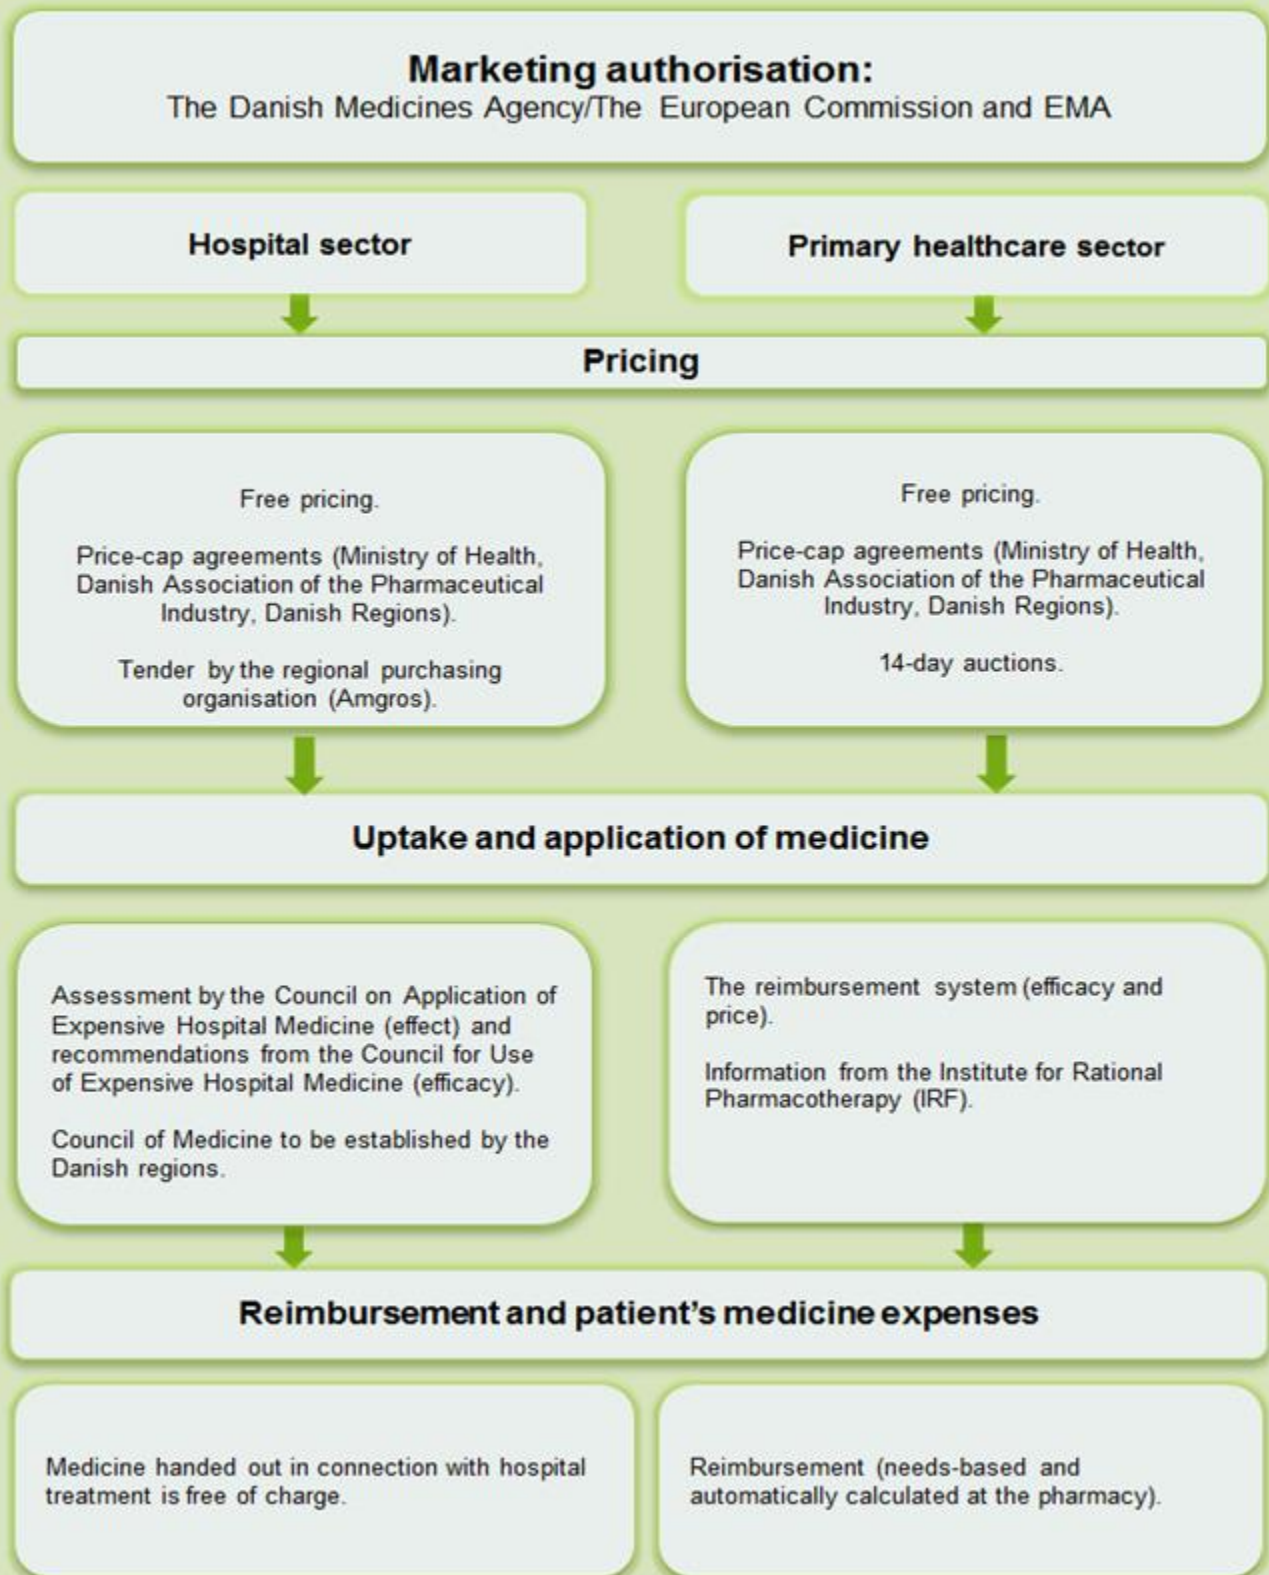 Marketing authorisation:
The Danish Medicines Agency/The European Commission and EMA
Hospital sector
Primary healthcare sector
Pricing
Free pricing.
Price-cap agreements (Ministry of Health,
Danish Association of the Pharmaceutical
Industry, Danish Regions).
Tender by the regional purchasing
organisation (Amgros).
Free pricing.
Price-cap agreements (Ministry of Health,
Danish Association of the Pharmaceutical
Industry, Danish Regions).
14-day auctions.
Uptake and application of medicine
Assessment by the Council on Application of
Expensive Hospital Medicine (effect) and
recommendations from the Council for Use
of Expensive Hospital Medicine (efficacy).
Council of Medicine to be established by the
Danish regions.
The reimbursement system (efficacy and
price).
Information from the Institute for Rational
Pharmacotherapy (IRF).
Reimbursement and patient's medicine expenses
Medicine handed out in connection with hospital
treatment is free of charge.
Reimbursement (needs-based and
automatically calculated at the pharmacy).